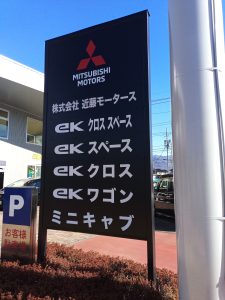 MITSUBISHI
MOTORS
株式会社 近藤モータース
eK クロス スペース
eK スペース
eK クロス
eK ワゴン
ミニキャブ
P
お客様